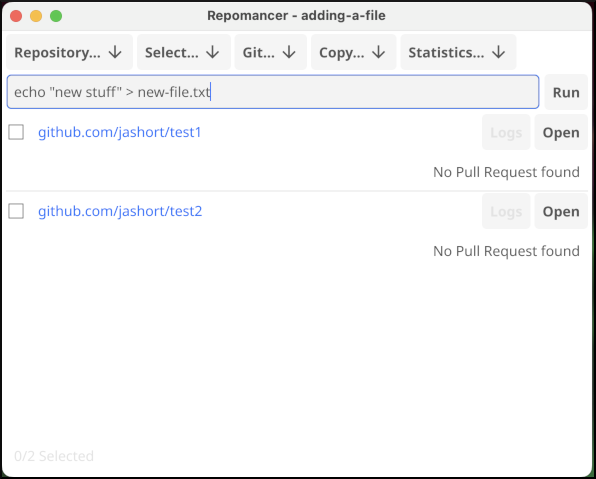 Repomancer - adding-a-file
Repository... Select... Git... Copy... Statistics...
echo "new stuff" > new-file.txt Run
github.com/jashort/test1 Logs Open
No Pull Request found
github.com/jashort/test2 Logs Open
No Pull Request found
0/2 Selected